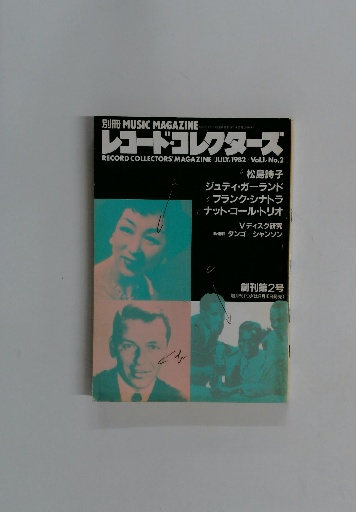 別冊 MUSIC MAGAZINE
レコード・コレクターズ
RECORD COLLECTORS' MAGAZINE JULY, 1982 / Vol.1, No.2
松島詩子
ジュディ・ガーランド
フランク・シナトラ
ナット・コール・トリオ
Vディスク研究
タンゴ シャンソン
創刊第2号